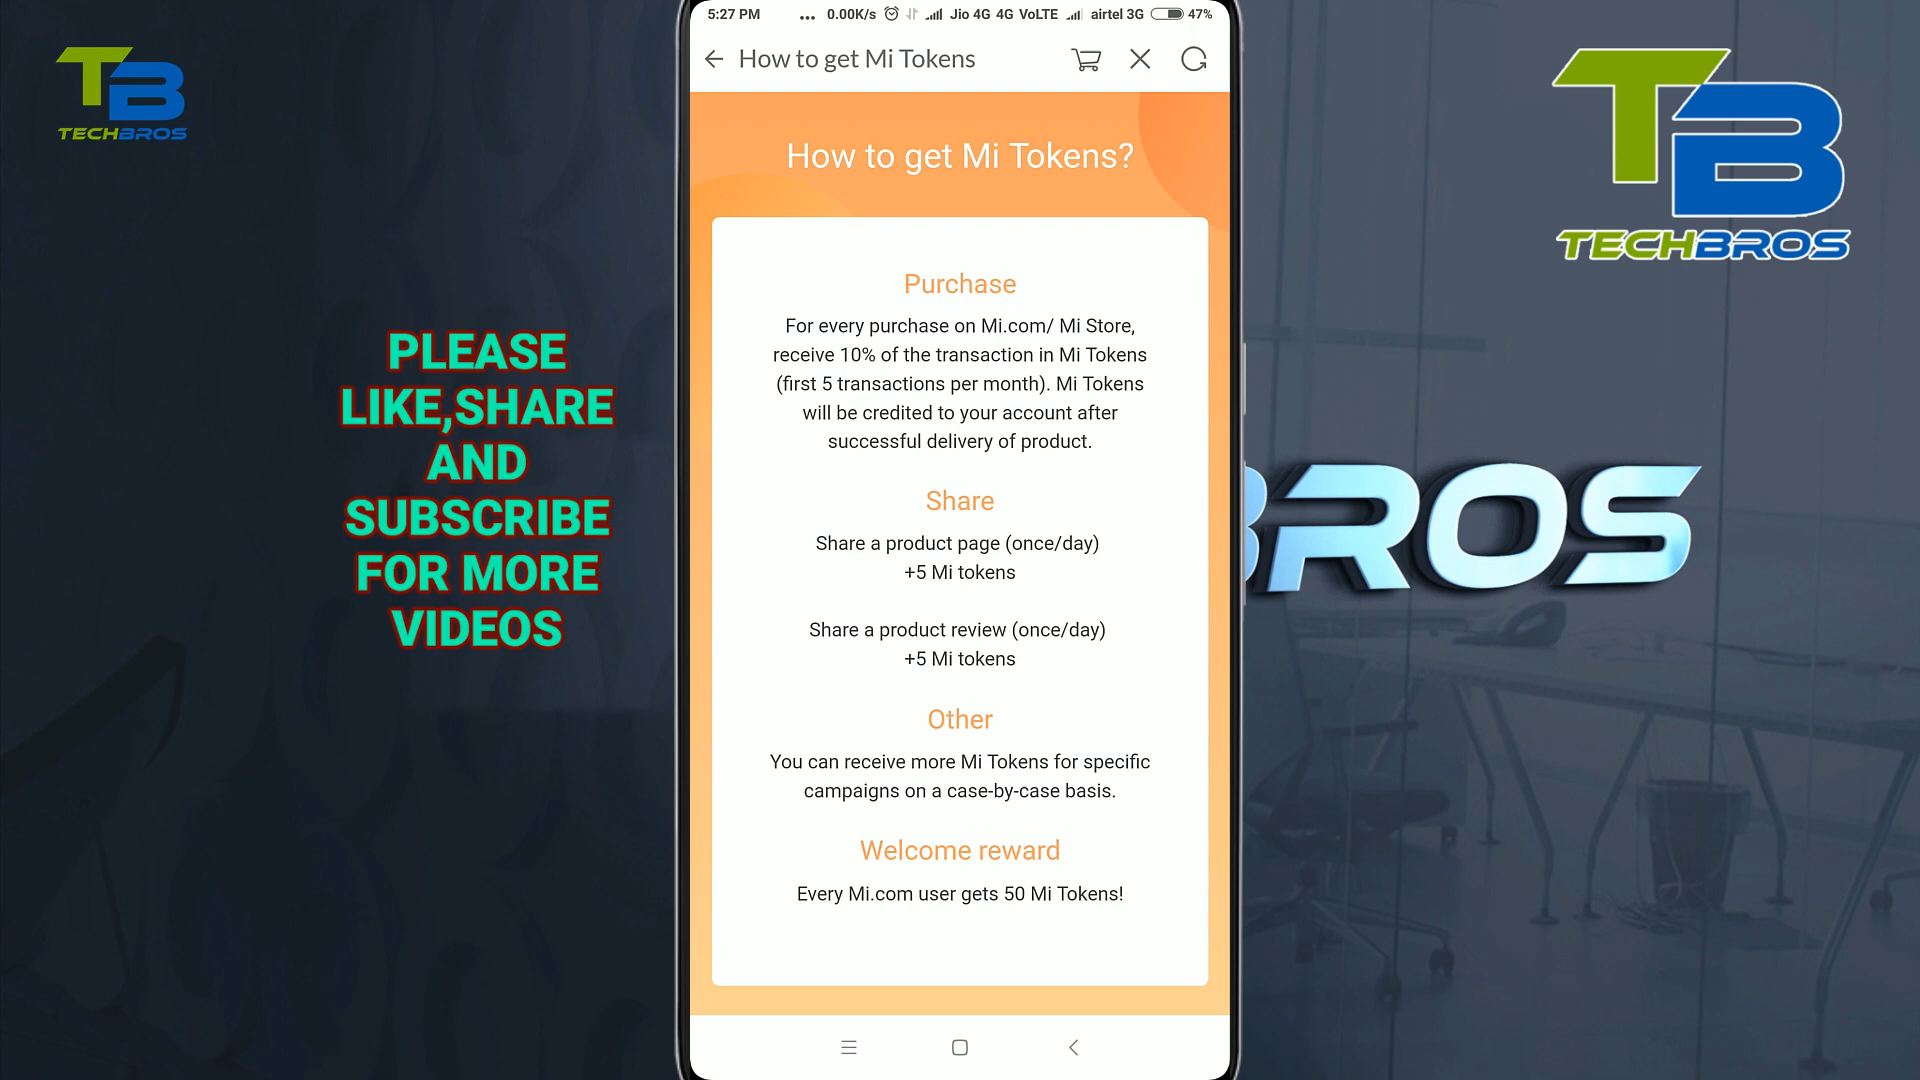 TB
TECHBROS
PLEASE
LIKE,SHARE
AND
SUBSCRIBE
FOR MORE
VIDEOS
5:27 PM ... 0.00K/s Jio 4G 4G VoLTE airtel 3G 47%
How to get Mi Tokens
How to get Mi Tokens?
Purchase
For every purchase on Mi.com/ Mi Store,
receive 10% of the transaction in Mi Tokens
(first 5 transactions per month). Mi Tokens
will be credited to your account after
successful delivery of product.
Share
Share a product page (once/day)
+5 Mi tokens
Share a product review (once/day)
+5 Mi tokens
Other
You can receive more Mi Tokens for specific
campaigns on a case-by-case basis.
Welcome reward
Every Mi.com user gets 50 Mi Tokens!
TB
TECHBROS
BROS